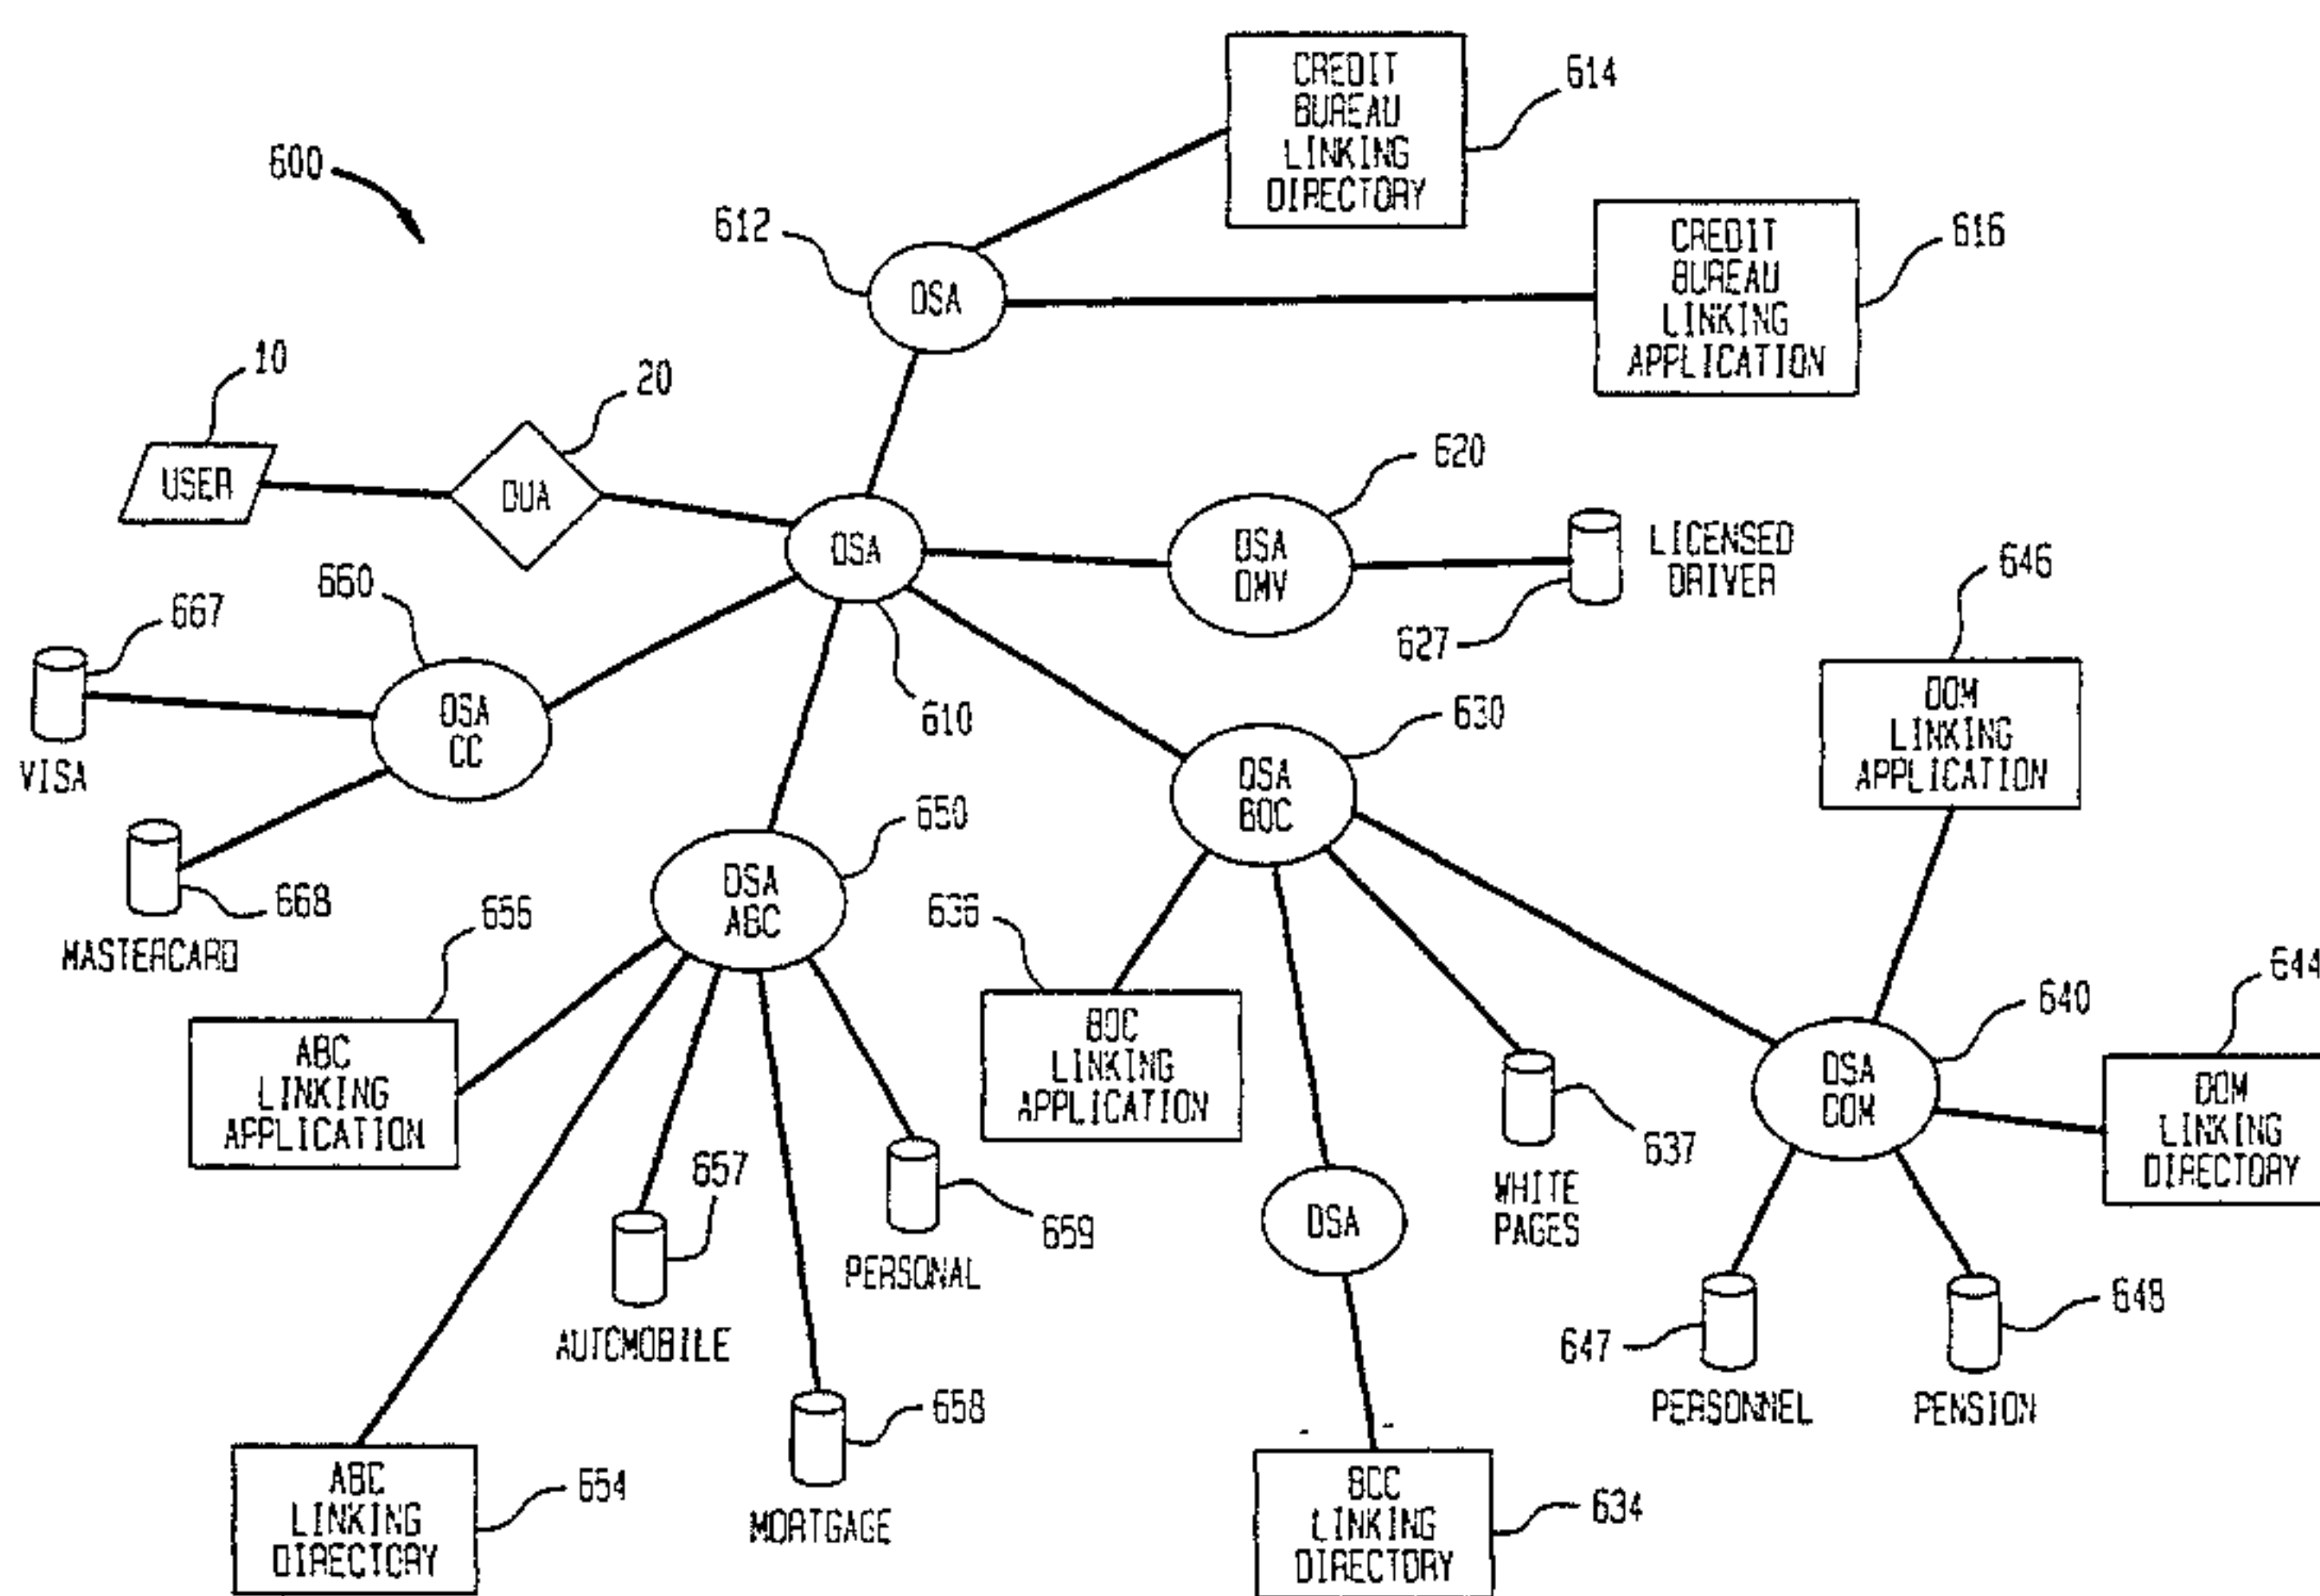 CREDIT
BUREAU
LINKING
DIRECTORY
614
600
612
CREDIT
BUREAU
LINKING
APPLICATION
616
DSA
10
20
USER
DUA
620
DSA
DSA
DMV
LICENSED
DRIVER
646
660
667
627
610
630
DOM
LINKING
APPLICATION
VISA
DSA
CC
DSA
BOC
650
DSA
ABC
668
656
636
644
MASTERCARD
640
ABC
LINKING
APPLICATION
BOC
LINKING
APPLICATION
DSA
DOM
DOM
LINKING
DIRECTORY
637
657
659
WHITE
PAGES
DSA
PERSONAL
648
647
AUTOMOBILE
658
PERSONNEL
PENSION
ABC
LINKING
DIRECTORY
654
MORTGAGE
BOC
LINKING
DIRECTORY
634